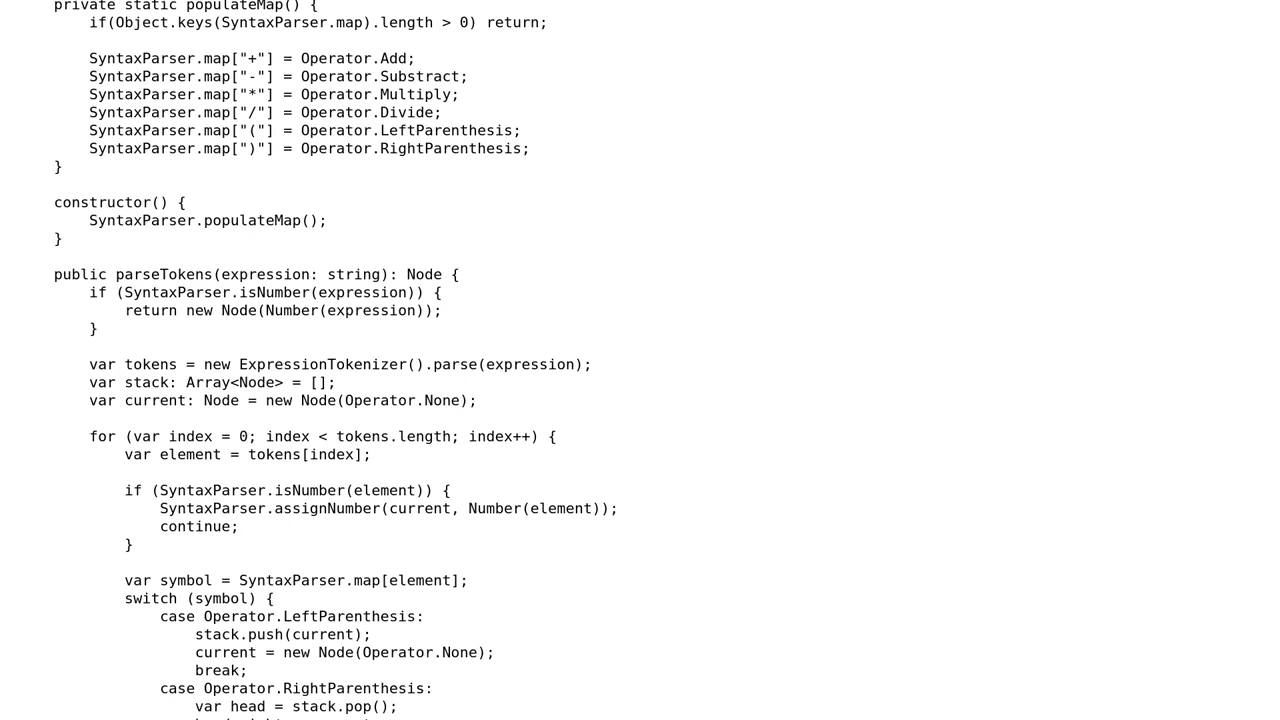 private static populateMap() {
if(Object.keys(SyntaxParser.map).length > 0) return;
SyntaxParser.map["+"] = Operator.Add;
SyntaxParser.map["-"] = Operator.Substract;
SyntaxParser.map["*"] = Operator.Multiply;
SyntaxParser.map["/"] = Operator.Divide;
SyntaxParser.map["("] = Operator.LeftParenthesis;
SyntaxParser.map[")"] = Operator.RightParenthesis;
}
constructor() {
SyntaxParser.populateMap();
}
public parseTokens(expression: string): Node {
if (SyntaxParser.isNumber(expression)) {
return new Node(Number(expression));
}
var tokens = new ExpressionTokenizer().parse(expression);
var stack: Array<Node> = [];
var current: Node = new Node(Operator.None);
for (var index = 0; index < tokens.length; index++) {
var element = tokens[index];
if (SyntaxParser.isNumber(element)) {
SyntaxParser.assignNumber(current, Number(element));
continue;
}
var symbol = SyntaxParser.map[element];
switch (symbol) {
case Operator.LeftParenthesis:
stack.push(current);
current = new Node(Operator.None);
break;
case Operator.RightParenthesis:
var head = stack.pop();